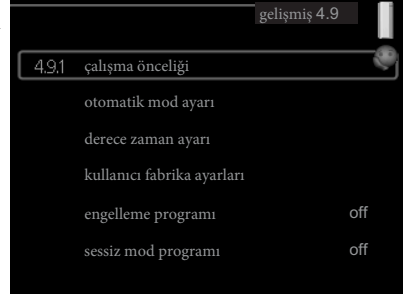 gelişmiş 4.9
4.9.1 çalışma önceliği
otomatik mod ayarı
derece zaman ayarı
kullanıcı fabrika ayarları
engelleme programı off
sessiz mod programı off